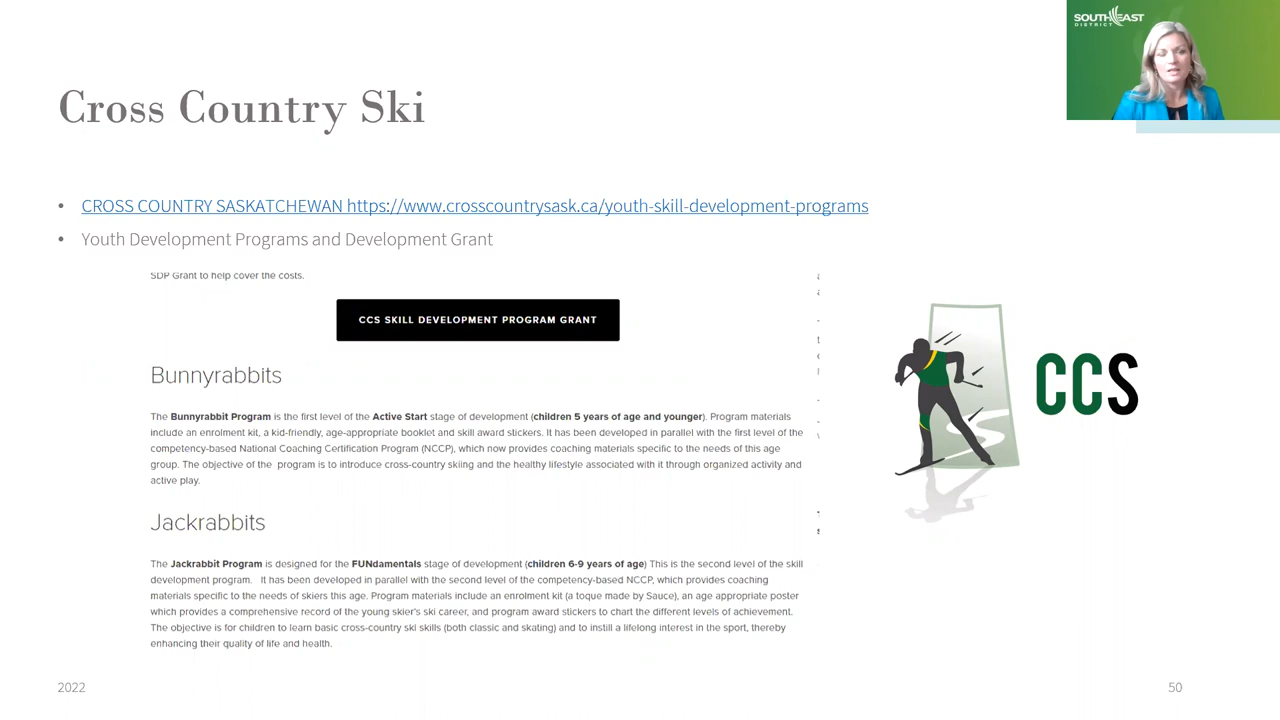 SOUTH EAST
DISTRICT
Cross Country Ski
• CROSS COUNTRY SASKATCHEWAN https://www.crosscountrysask.ca/youth-skill-development-programs
• Youth Development Programs and Development Grant
SDP Grant to help cover the costs.
CCS SKILL DEVELOPMENT PROGRAM GRANT
Bunnyrabbits
The Bunnyrabbit Program is the first level of the Active Start stage of development (children 5 years of age and younger). Program materials
include an enrolment kit, a kid-friendly, age-appropriate booklet and skill award stickers. It has been developed in parallel with the first level of the
competency-based National Coaching Certification Program (NCCP), which now provides coaching materials specific to the needs of this age
group. The objective of the program is to introduce cross-country skiing and the healthy lifestyle associated with it through organized activity and
active play.
Jackrabbits
The Jackrabbit Program is designed for the FUNdamentals stage of development (children 6-9 years of age) This is the second level of the skill
development program. It has been developed in parallel with the second level of the competency-based NCCP, which provides coaching
materials specific to the needs of skiers this age. Program materials include an enrolment kit (a toque made by Sauce), an age appropriate poster
which provides a comprehensive record of the young skier's ski career, and program award stickers to chart the different levels of achievement.
The objective is for children to learn basic cross-country ski skills (both classic and skating) and to instill a lifelong interest in the sport, thereby
enhancing their quality of life and health.
CCS
2022
50